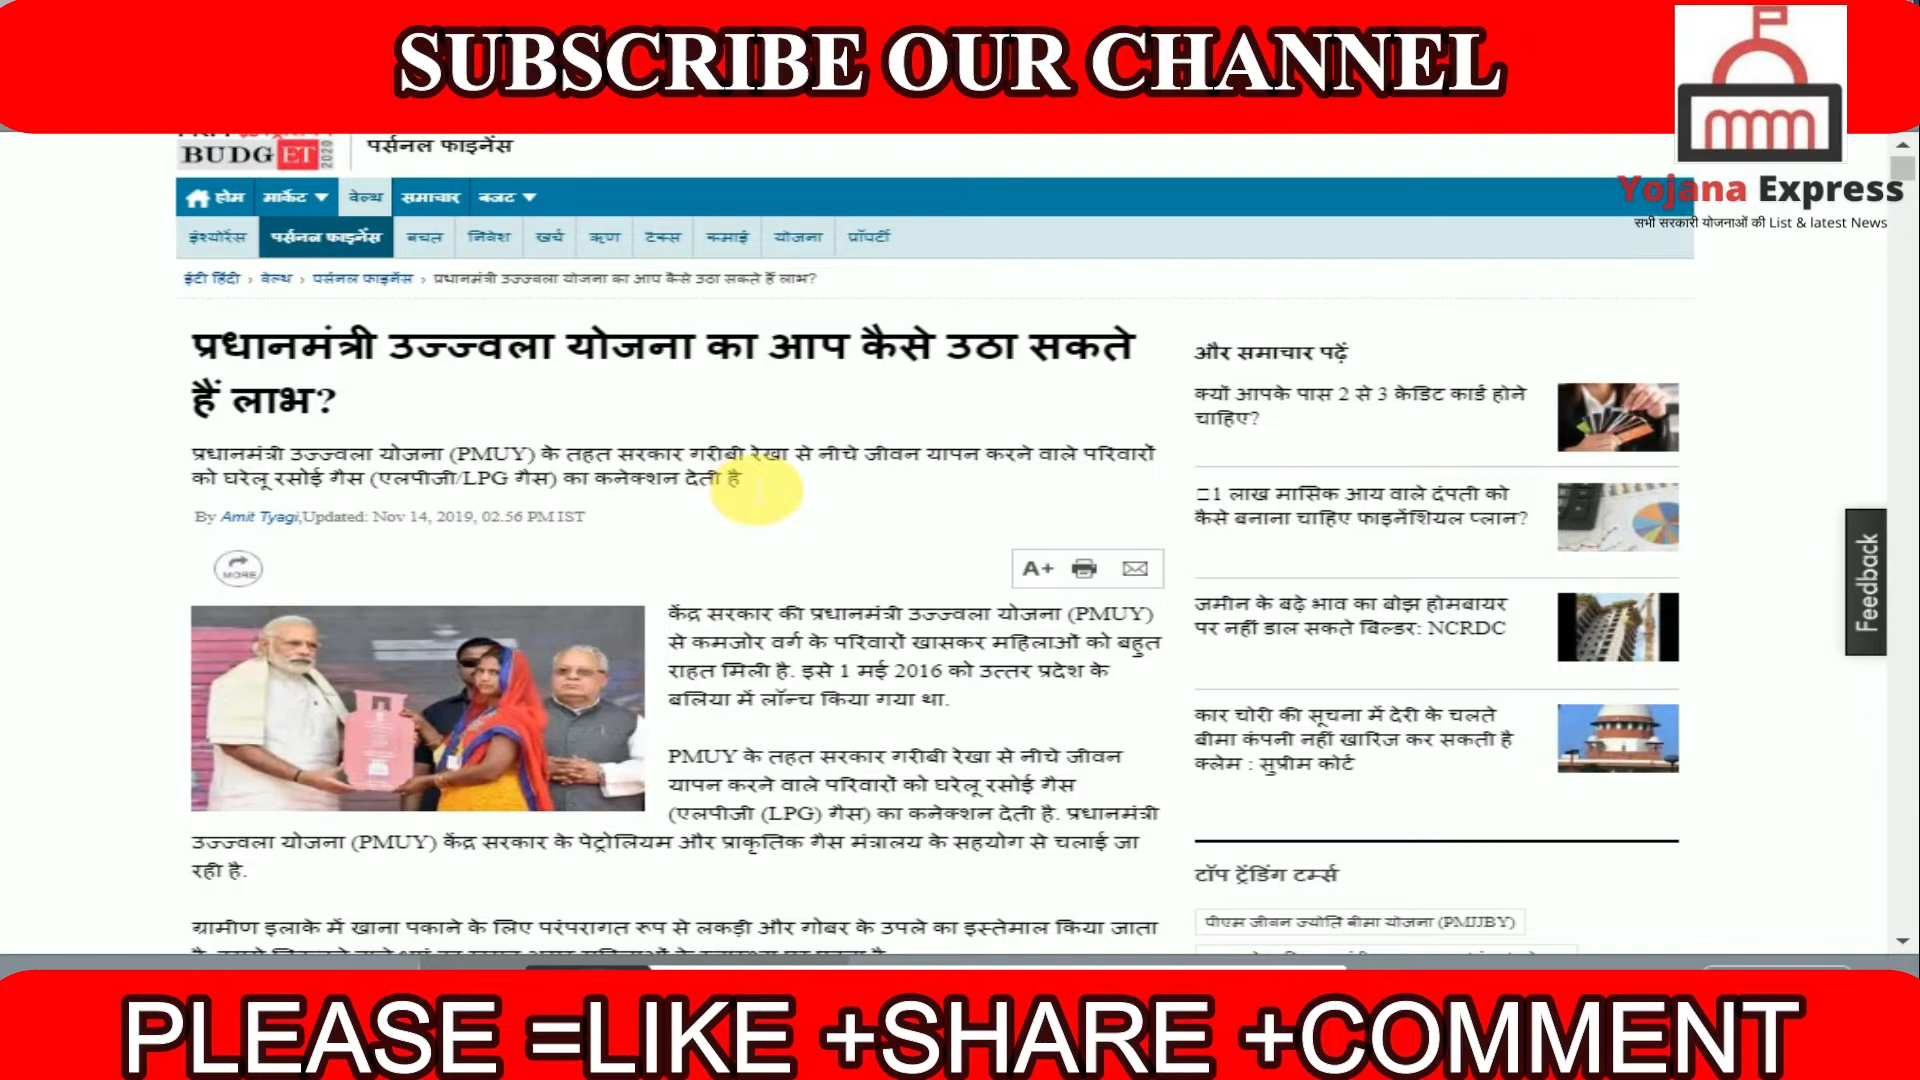 SUBSCRIBE OUR CHANNEL
Yojana Express
सभी सरकारी योजनाओं की List & latest News
BUDGET 2020
पर्सनल फाइनेंस
होम मार्केट ▼ वेल्थ समाचार बजट ▼
इंश्योरेंस पर्सनल फाइनेंस बचत निवेश खर्च ऋण टैक्स कमाई योजना प्रॉपर्टी
ईटी हिंदी › वेल्थ › पर्सनल फाइनेंस › प्रधानमंत्री उज्ज्वला योजना का आप कैसे उठा सकते हैं लाभ?
प्रधानमंत्री उज्ज्वला योजना का आप कैसे उठा सकते
हैं लाभ?
प्रधानमंत्री उज्ज्वला योजना (PMUY) के तहत सरकार गरीबी रेखा से नीचे जीवन यापन करने वाले परिवारों
को घरेलू रसोई गैस (एलपीजी/LPG गैस) का कनेक्शन देती है
By Amit Tyagi,Updated: Nov 14, 2019, 02.56 PM IST
MORE
A+
केंद्र सरकार की प्रधानमंत्री उज्ज्वला योजना (PMUY)
से कमजोर वर्ग के परिवारों खासकर महिलाओं को बहुत
राहत मिली है. इसे 1 मई 2016 को उत्तर प्रदेश के
बलिया में लॉन्च किया गया था.
PMUY के तहत सरकार गरीबी रेखा से नीचे जीवन
यापन करने वाले परिवारों को घरेलू रसोई गैस
(एलपीजी (LPG) गैस) का कनेक्शन देती है. प्रधानमंत्री
उज्ज्वला योजना (PMUY) केंद्र सरकार के पेट्रोलियम और प्राकृतिक गैस मंत्रालय के सहयोग से चलाई जा
रही है.
ग्रामीण इलाके में खाना पकाने के लिए परंपरागत रूप से लकड़ी और गोबर के उपले का इस्तेमाल किया जाता
और समाचार पढ़ें
क्यों आपके पास 2 से 3 क्रेडिट कार्ड होने
चाहिए?
1 लाख मासिक आय वाले दंपती को
कैसे बनाना चाहिए फाइनेंशियल प्लान?
जमीन के बढ़े भाव का बोझ होमबायर
पर नहीं डाल सकते बिल्डर: NCRDC
कार चोरी की सूचना में देरी के चलते
बीमा कंपनी नहीं खारिज कर सकती है
क्लेम : सुप्रीम कोर्ट
टॉप ट्रेंडिंग टर्म्स
पीएम जीवन ज्योति बीमा योजना (PMJJBY)
Feedback
PLEASE =LIKE +SHARE +COMMENT